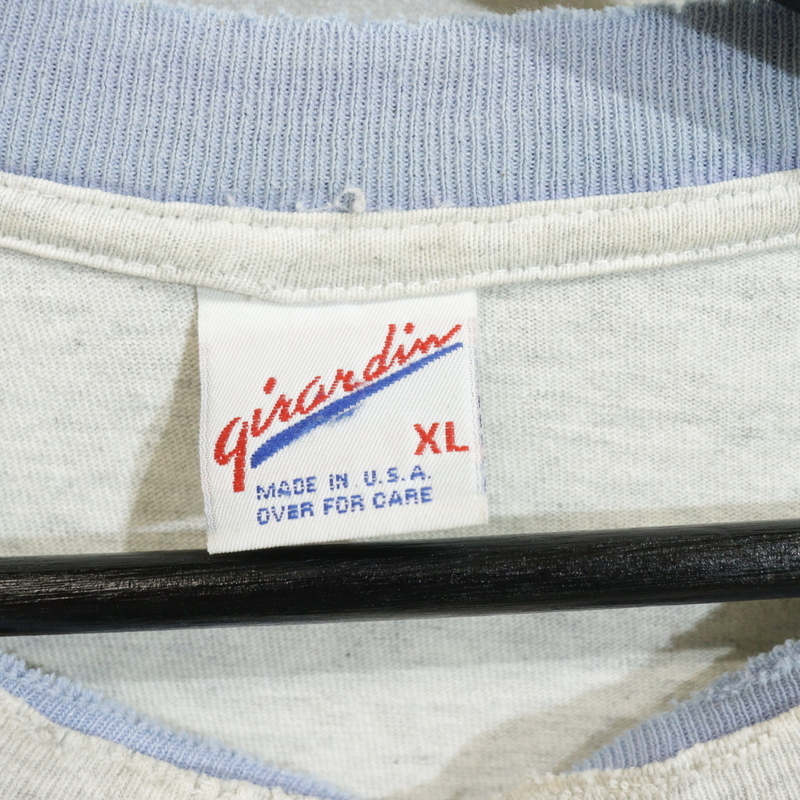 girardin
XL
MADE IN U.S.A.
OVER FOR CARE